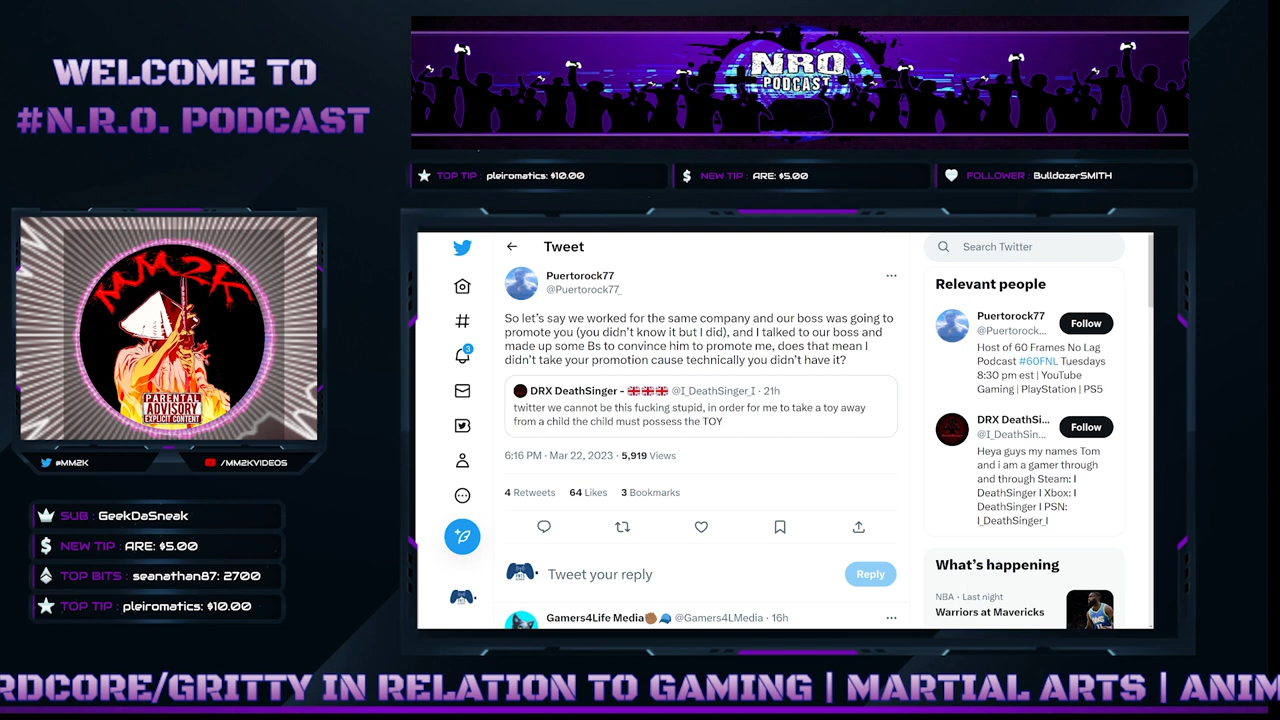 WELCOME TO
#N.R.O. PODCAST
NRO
PODCAST
TOP TIP : pleiromatics: $10.00
NEW TIP : ARE: $5.00
FOLLOWER : BulldozerSMITH
MM2K
PARENTAL
ADVISORY
EXPLICIT CONTENT
@MM2K
/MM2KVIDEOS
SUB : GeekDaSneak
NEW TIP : ARE: $5.00
TOP BITS : seanathan87: 2700
TOP TIP : pleiromatics: $10.00
Tweet
Puertorock77
@Puertorock77_
So let's say we worked for the same company and our boss was going to
promote you (you didn't know it but I did), and I talked to our boss and
made up some Bs to convince him to promote me, does that mean I
didn't take your promotion cause technically you didn't have it?
DRX DeathSinger - 🇬🇧🇬🇧🇬🇧 @I_DeathSinger_I · 21h
twitter we cannot be this fucking stupid, in order for me to take a toy away
from a child the child must possess the TOY
6:16 PM · Mar 22, 2023 · 5,919 Views
4 Retweets 64 Likes 3 Bookmarks
Tweet your reply
Reply
Gamers4Life Media @Gamers4LMedia · 16h
3
Search Twitter
Relevant people
Puertorock77
@Puertorock...
Follow
Host of 60 Frames No Lag
Podcast #60FNL Tuesdays
8:30 pm est | YouTube
Gaming | PlayStation | PS5
DRX DeathSi...
@I_DeathSin...
Follow
Heya guys my names Tom
and i am a gamer through
and through Steam: I
DeathSinger I Xbox: I
DeathSinger I PSN:
I_DeathSinger_I
What's happening
NBA · Last night
Warriors at Mavericks
RDCORE/GRITTY IN RELATION TO GAMING | MARTIAL ARTS | ANIM